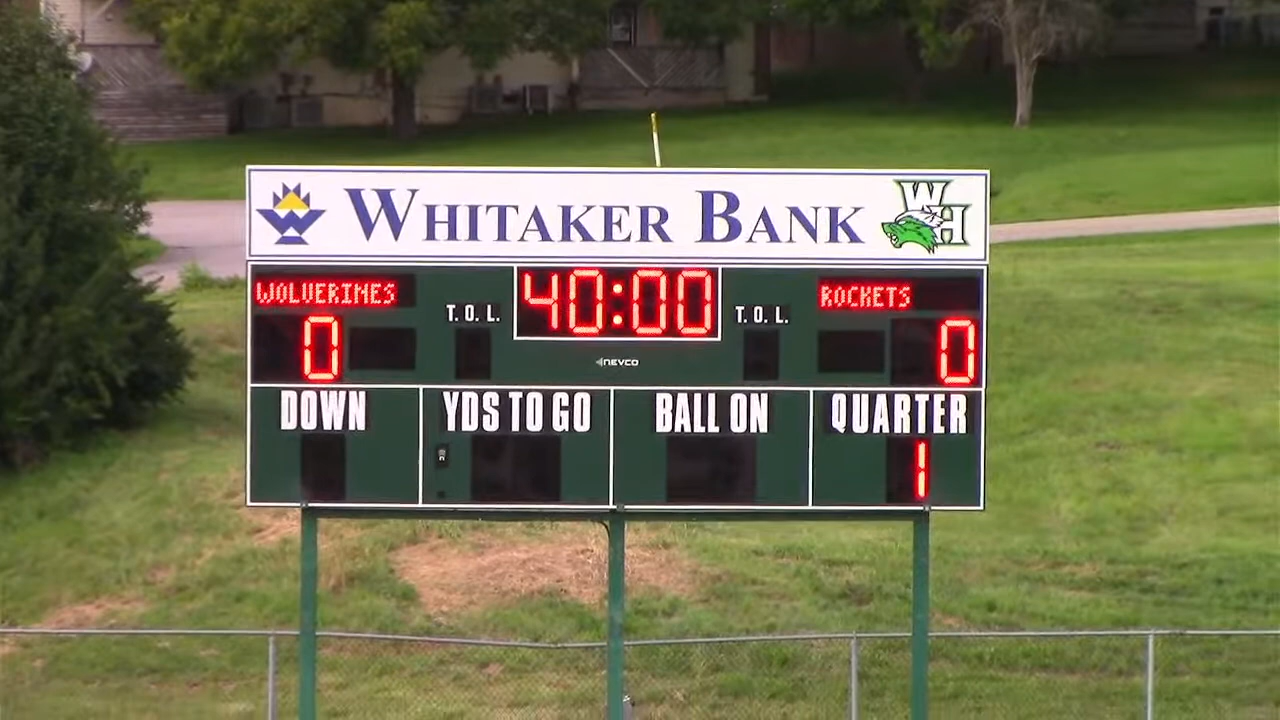 WHITAKER BANK
WH
WOLVERINES 40:00 ROCKETS
T. O. L. T. O. L.
0 0
NEVCO
DOWN YDS TO GO BALL ON QUARTER
1